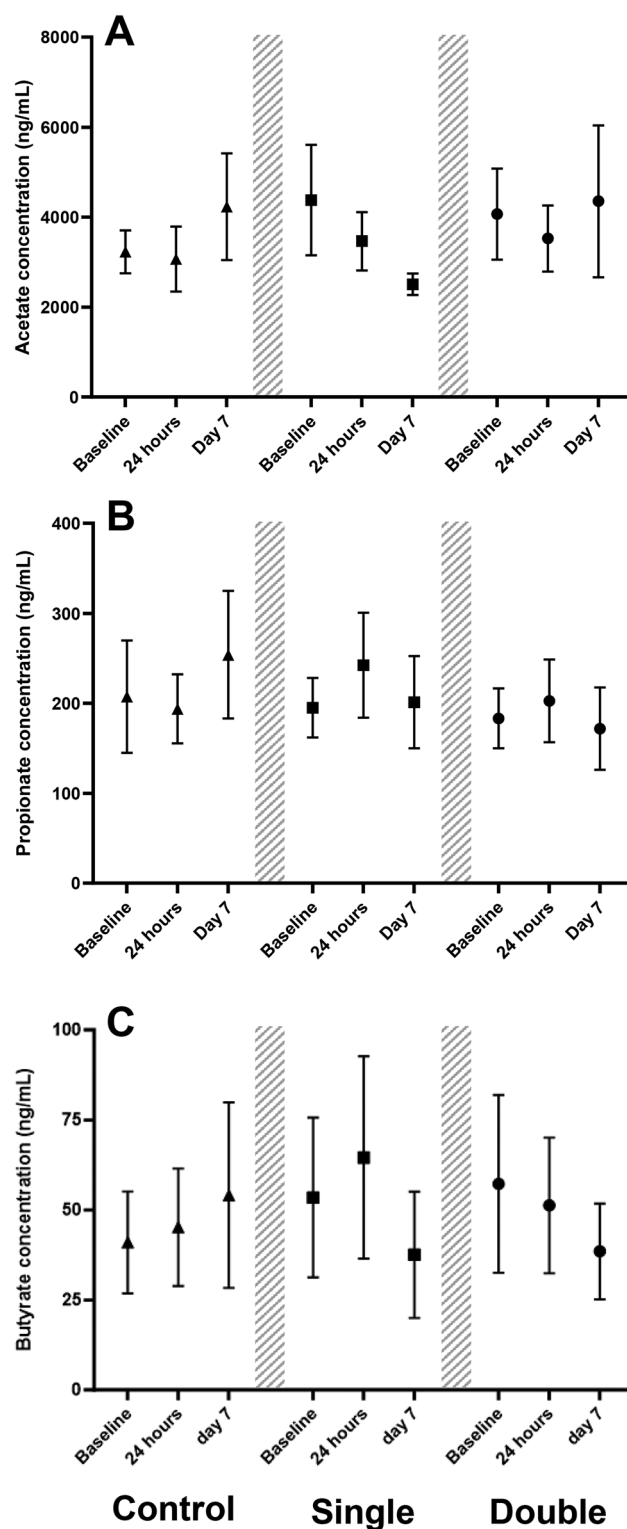 A
Acetate concentration (ng/mL)
8000
6000
4000
2000
0
Baseline
24 hours
Day 7
Baseline
24 hours
Day 7
Baseline
24 hours
Day 7
B
Propionate concentration (ng/mL)
400
300
200
100
0
Baseline
24 hours
Day 7
Baseline
24 hours
Day 7
Baseline
24 hours
Day 7
C
Butyrate concentration (ng/mL)
100
75
50
25
0
Baseline
24 hours
day 7
Baseline
24 hours
day 7
Baseline
24 hours
day 7
Control Single Double